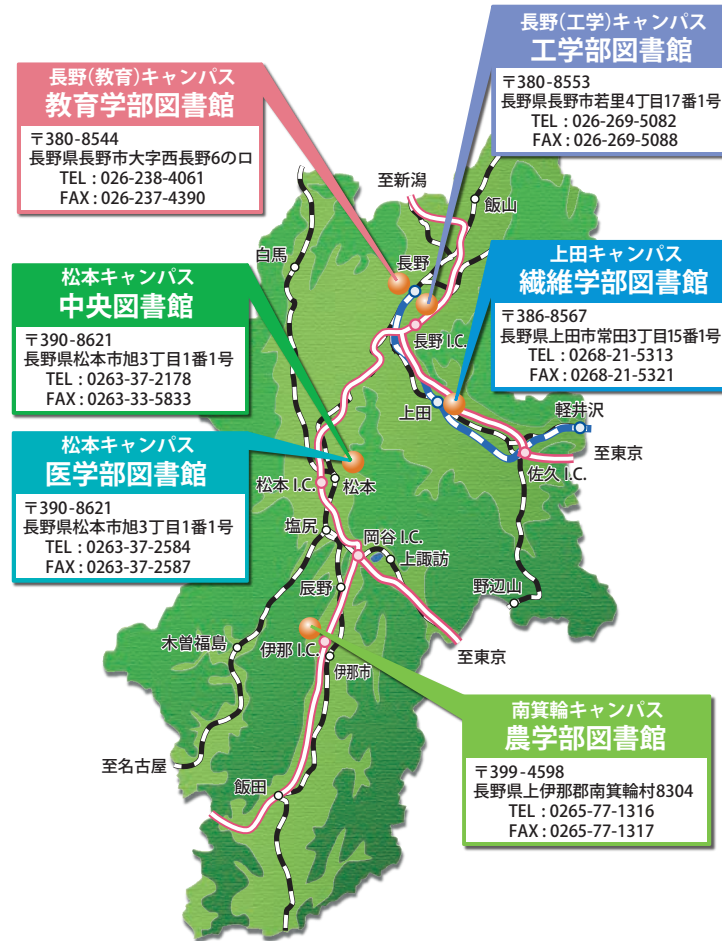 長野(教育)キャンパス
教育学部図書館
〒380-8544
長野県長野市大字西長野6のロ
TEL : 026-238-4061
FAX : 026-237-4390
長野(工学)キャンパス
工学部図書館
〒380-8553
長野県長野市若里4丁目17番1号
TEL : 026-269-5082
FAX : 026-269-5088
松本キャンパス
中央図書館
〒390-8621
長野県松本市旭3丁目1番1号
TEL : 0263-37-2178
FAX : 0263-33-5833
上田キャンパス
繊維学部図書館
〒386-8567
長野県上田市常田3丁目15番1号
TEL : 0268-21-5313
FAX : 0268-21-5321
松本キャンパス
医学部図書館
〒390-8621
長野県松本市旭3丁目1番1号
TEL : 0263-37-2584
FAX : 0263-37-2587
南箕輪キャンパス
農学部図書館
〒399-4598
長野県上伊那郡南箕輪村8304
TEL : 0265-77-1316
FAX : 0265-77-1317
至新潟
飯山
白馬
長野
長野 I.C.
上田
軽井沢
至東京
佐久 I.C.
松本 I.C.
松本
塩尻
岡谷 I.C.
上諏訪
辰野
野辺山
木曽福島
伊那 I.C.
伊那市
至東京
至名古屋
飯田